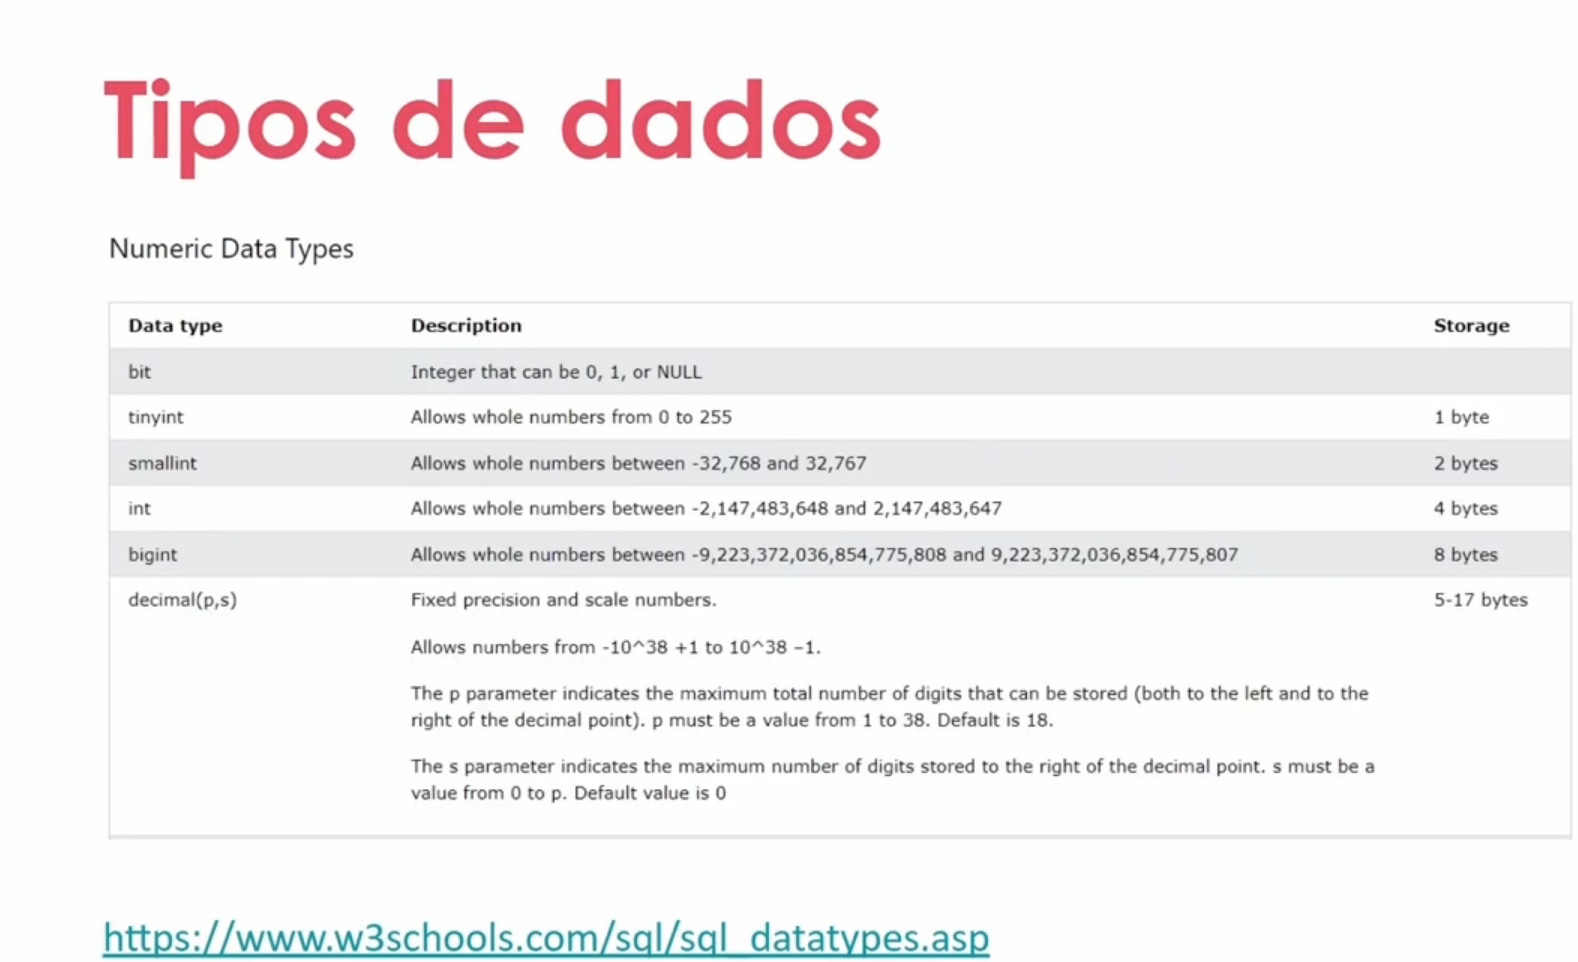 Tipos de dados
Numeric Data Types
Data type Description Storage
bit Integer that can be 0, 1, or NULL
tinyint Allows whole numbers from 0 to 255 1 byte
smallint Allows whole numbers between -32,768 and 32,767 2 bytes
int Allows whole numbers between -2,147,483,648 and 2,147,483,647 4 bytes
bigint Allows whole numbers between -9,223,372,036,854,775,808 and 9,223,372,036,854,775,807 8 bytes
decimal(p,s) Fixed precision and scale numbers. 5-17 bytes
Allows numbers from -10^38 +1 to 10^38 –1.
The p parameter indicates the maximum total number of digits that can be stored (both to the left and to the
right of the decimal point). p must be a value from 1 to 38. Default is 18.
The s parameter indicates the maximum number of digits stored to the right of the decimal point. s must be a
value from 0 to p. Default value is 0
https://www.w3schools.com/sql/sql_datatypes.asp